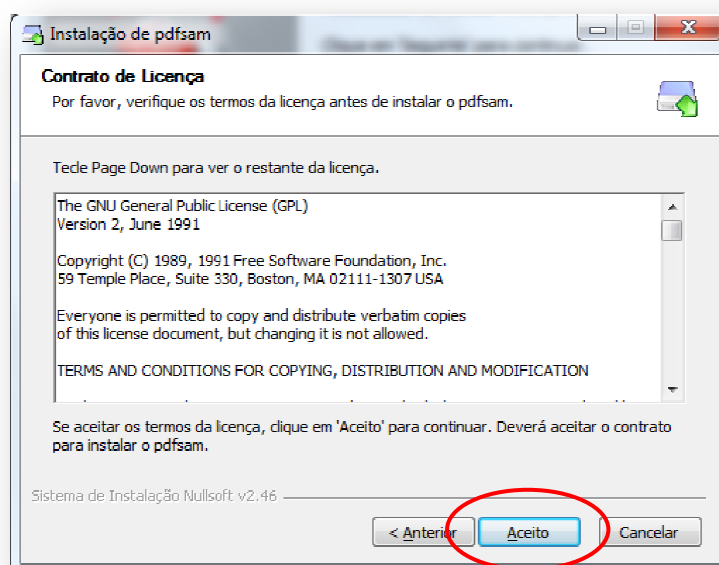 Instalação de pdfsam
Clique em 'Seguinte' para continuar.
Contrato de Licença
Por favor, verifique os termos da licença antes de instalar o pdfsam.
Tecle Page Down para ver o restante da licença.
The GNU General Public License (GPL)
Version 2, June 1991
Copyright (C) 1989, 1991 Free Software Foundation, Inc.
59 Temple Place, Suite 330, Boston, MA 02111-1307 USA
Everyone is permitted to copy and distribute verbatim copies
of this license document, but changing it is not allowed.
TERMS AND CONDITIONS FOR COPYING, DISTRIBUTION AND MODIFICATION
Se aceitar os termos da licença, clique em 'Aceito' para continuar. Deverá aceitar o contrato
para instalar o pdfsam.
Sistema de Instalação Nullsoft v2.46
< Anterior Aceito Cancelar